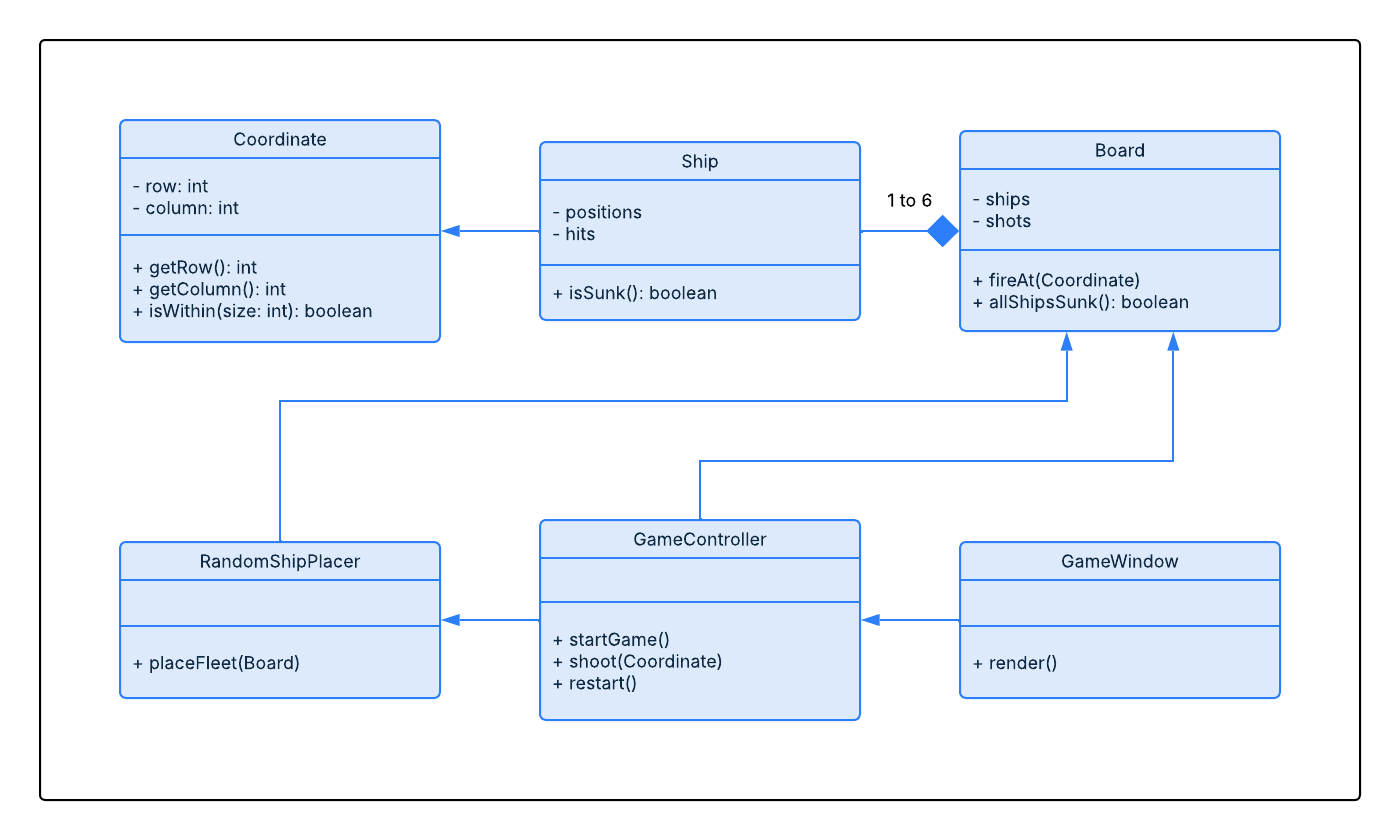 Coordinate
- row: int
- column: int
+ getRow(): int
+ getColumn(): int
+ isWithin(size: int): boolean
Ship
- positions
- hits
+ isSunk(): boolean
1 to 6
Board
- ships
- shots
+ fireAt(Coordinate)
+ allShipsSunk(): boolean
RandomShipPlacer
+ placeFleet(Board)
GameController
+ startGame()
+ shoot(Coordinate)
+ restart()
GameWindow
+ render()